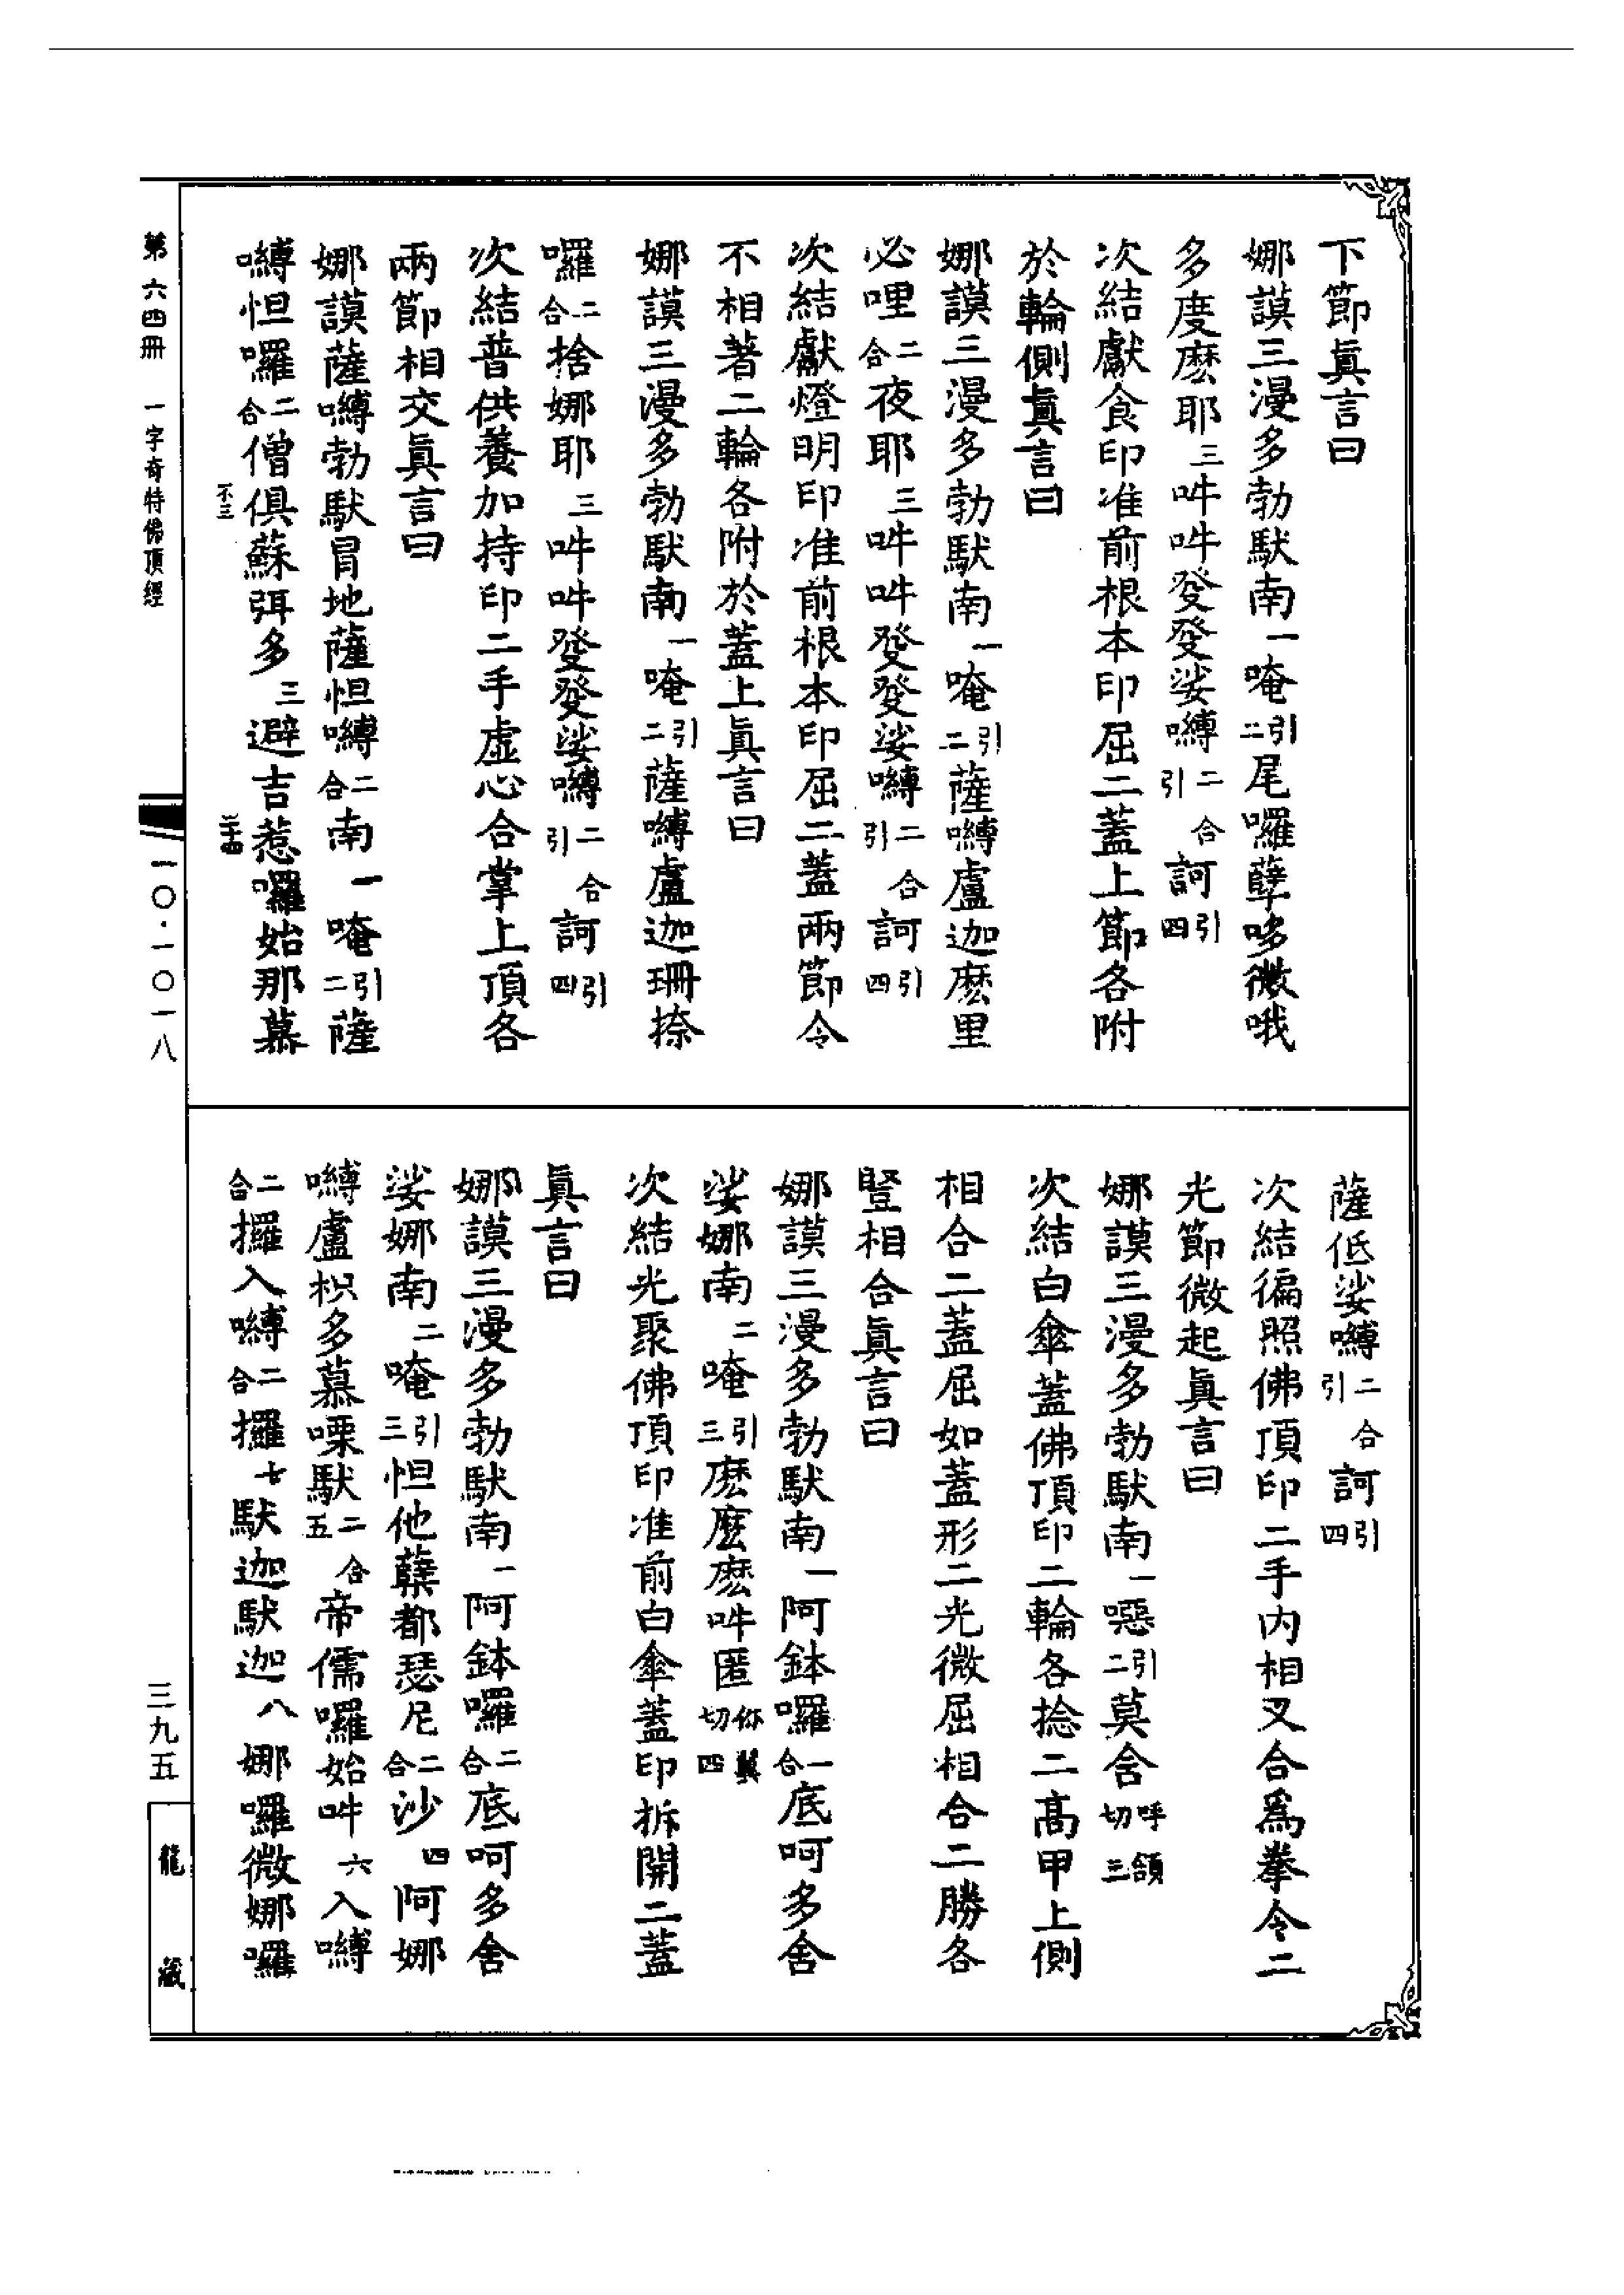 下節眞言曰
娜謨三漫多勃馱南一唵引二尾囉孽哆微哦
多度麽耶三吽吽發發娑嚩二合引訶引四
次結獻食印准前根本印屈二蓋上節各附
於輪側眞言曰
娜謨三漫多勃馱南一唵引二薩嚩盧迦麽里
必哩二合夜耶三吽吽發發娑嚩二合引訶引四
次結獻燈明印准前根本印屈二蓋兩節令
不相著二輪各附於蓋上眞言曰
娜謨三漫多勃馱南一唵引二薩嚩盧迦珊捺
囉二合捨娜耶三吽吽發發娑嚩二合引訶引四
次結普供養加持印二手虛心合掌上頂各
兩節相交眞言曰
娜謨薩嚩勃馱冒地薩怛嚩二合南一唵引二薩
嚩怛囉二合僧俱蘇弭多三避吉惹囉始那慕
薩低娑嚩二合引訶引四
次結徧照佛頂印二手內相叉合爲拳令二
光節微起眞言曰
娜謨三漫多勃馱南一噁引二莫含呼頷切三
次結白傘蓋佛頂印二輪各捻二高甲上側
相合二蓋屈如蓋形二光微屈相合二勝各
豎相合眞言曰
娜謨三漫多勃馱南一阿鉢囉一合底呵多舍
娑娜南二唵引三麽麽麽吽匿你翼切四
次結光聚佛頂印准前白傘蓋印拆開二蓋
眞言曰
娜謨三漫多勃馱南一阿鉢囉二合底呵多舍
娑娜南二唵引三怛他蘖都瑟尼二合沙四阿娜
嚩盧枳多慕㗚馱二合五帝儒囉始吽六入嚩
二合攞入嚩二合攞七馱迦馱迦八娜囉微娜囉
第六四册 一字奇特佛頂經
一〇·一〇一八
三九五
龍藏